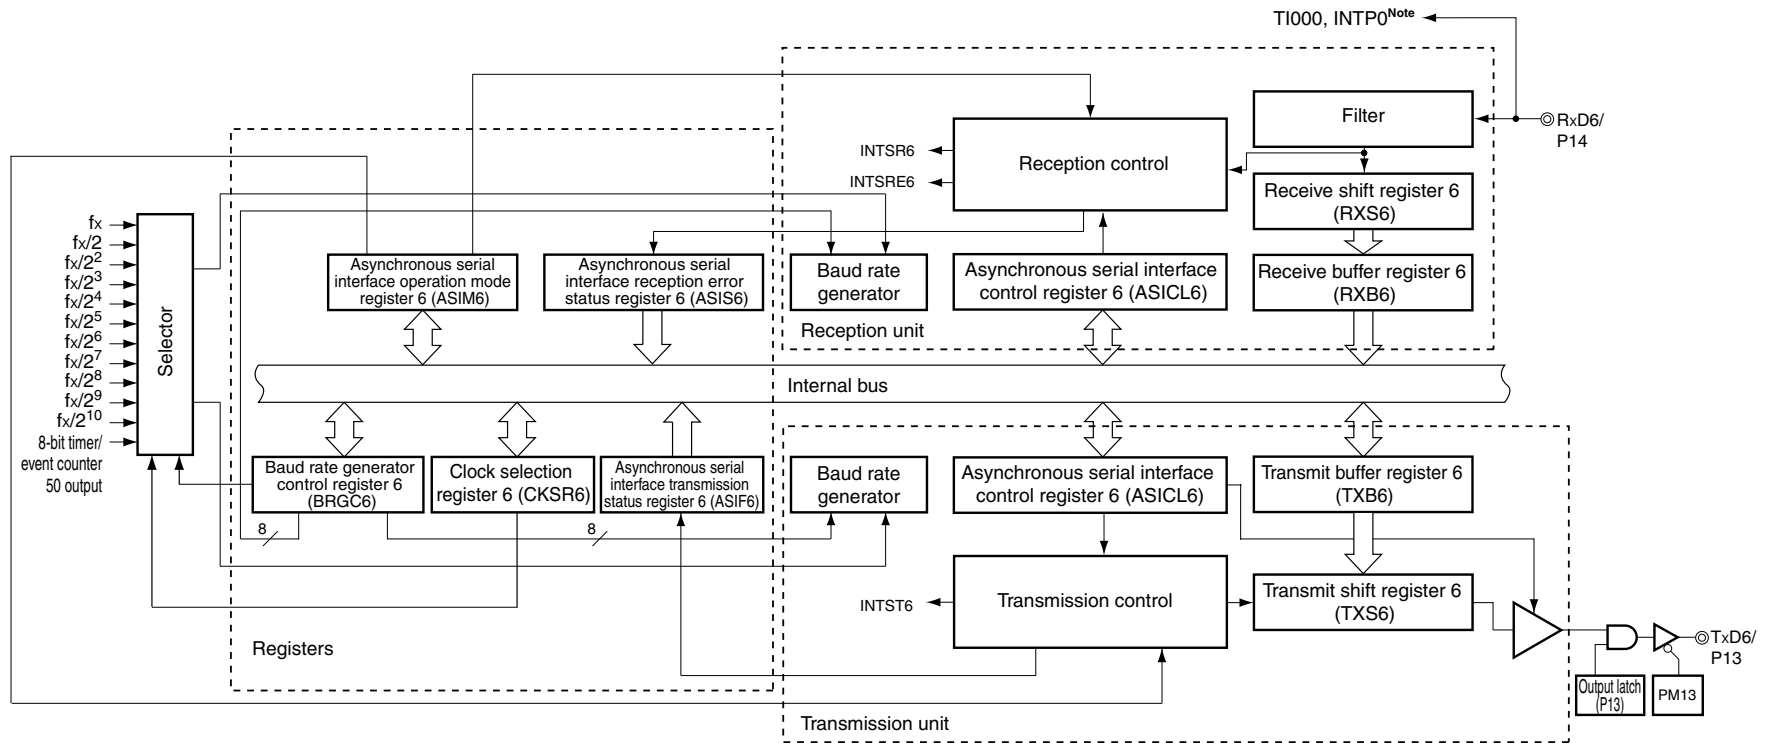 TI000, INTP0Note
Filter
RxD6/
P14
Reception control
INTSR6
INTSRE6
Receive shift register 6
(RXS6)
fx
fx/2
fx/2²
fx/2³
fx/2⁴
fx/2⁵
fx/2⁶
fx/2⁷
fx/2⁸
fx/2⁹
fx/2¹⁰
8-bit timer/
event counter
50 output
Selector
Asynchronous serial
interface operation mode
register 6 (ASIM6)
Asynchronous serial
interface reception error
status register 6 (ASIS6)
Baud rate
generator
Asynchronous serial interface
control register 6 (ASICL6)
Receive buffer register 6
(RXB6)
Reception unit
Internal bus
Baud rate generator
control register 6
(BRGC6)
Clock selection
register 6 (CKSR6)
Asynchronous serial
interface transmission
status register 6 (ASIF6)
Baud rate
generator
Asynchronous serial interface
control register 6 (ASICL6)
Transmit buffer register 6
(TXB6)
8
8
INTST6
Transmission control
Transmit shift register 6
(TXS6)
Registers
TxD6/
P13
Output latch
(P13)
PM13
Transmission unit